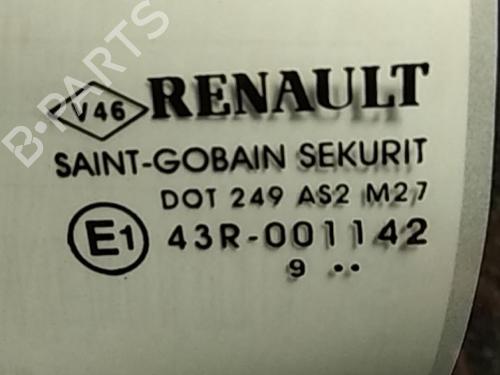 B-PARTS
V46 RENAULT
SAINT-GOBAIN SEKURIT
DOT 249 AS2 M27
E1 43R-001142
9 ..